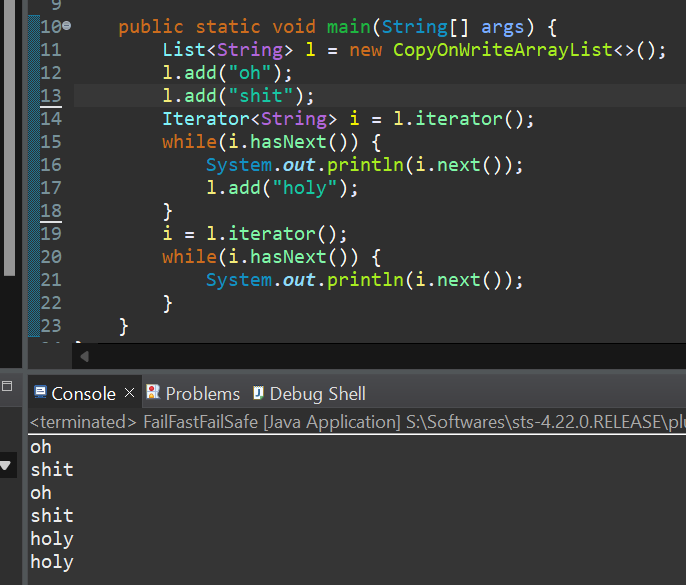 9
10 public static void main(String[] args) {
11 List<String> l = new CopyOnWriteArrayList<>();
12 l.add("oh");
13 l.add("shit");
14 Iterator<String> i = l.iterator();
15 while(i.hasNext()) {
16 System.out.println(i.next());
17 l.add("holy");
18 }
19 i = l.iterator();
20 while(i.hasNext()) {
21 System.out.println(i.next());
22 }
23 }
Console × Problems Debug Shell
<terminated> FailFastFailSafe [Java Application] S:\Softwares\sts-4.22.0.RELEASE\plu
oh
shit
oh
shit
holy
holy